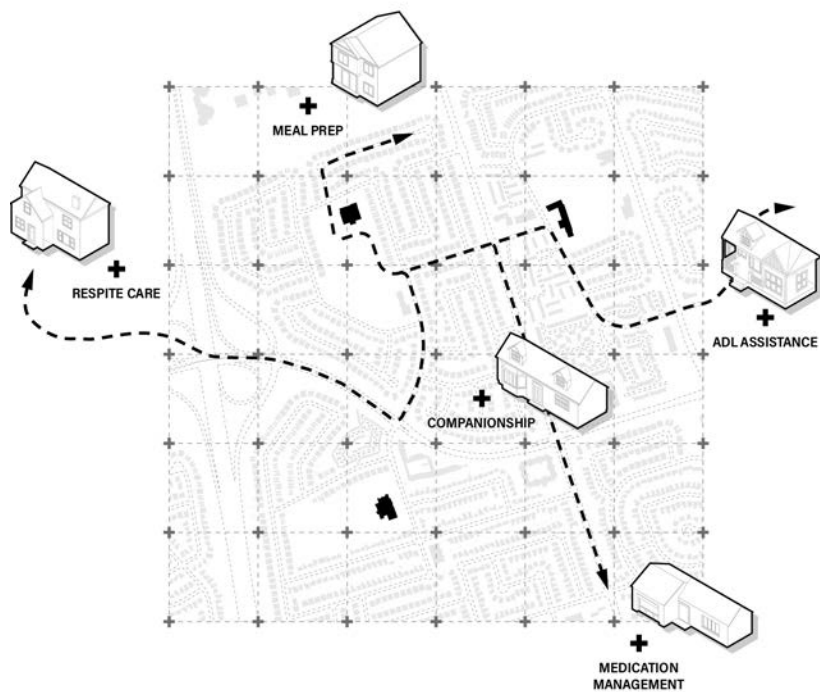 MEAL PREP
RESPITE CARE
ADL ASSISTANCE
COMPANIONSHIP
MEDICATION
MANAGEMENT